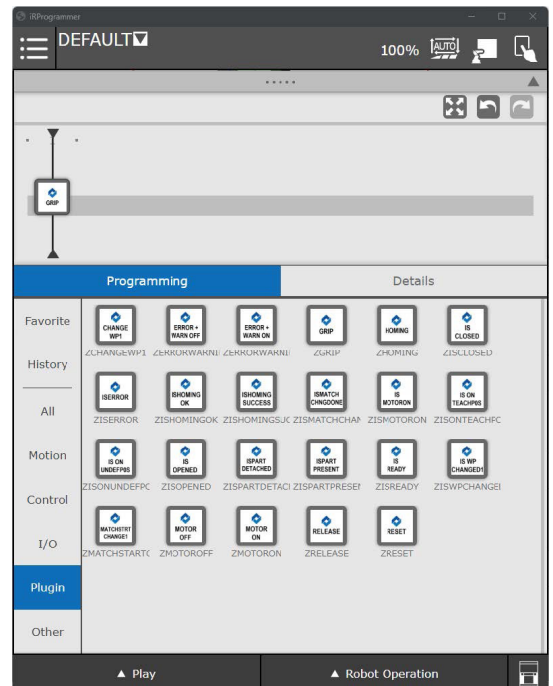 iRProgrammer
DEFAULT
100% AUTO
GRIP
Programming Details
Favorite
History
All
Motion
Control
I/O
Plugin
Other
CHANGE WP1
ERROR + WARN OFF
ERROR + WARN ON
GRIP
HOMING
IS CLOSED
ZCHANGEWP1 ZERRORWARNI ZERRORWARNI ZGRIP ZHOMING ZISCLOSED
ISERROR
ISHOMING OK
ISHOMING SUCCESS
ISMATCH CHNGDONE
IS MOTORON
IS ON TEACHP0S
ZISERROR ZISHOMINGOK ZISHOMINGSUC ZISMATCHCHAN ZISMOTORON ZISONTEACHFC
IS ON UNDEFP0S
IS OPENED
ISPART DETACHED
ISPART PRESENT
IS READY
IS WP CHANGED1
ZISONUNDEFPC ZISOPENED ZISPARTDETACI ZISPARTPRESEN ZISREADY ZISWPCHANGEI
MATCHSTRT CHANGE1
MOTOR OFF
MOTOR ON
RELEASE
RESET
ZMATCHSTARTC ZMOTOROFF ZMOTORON ZRELEASE ZRESET
▲ Play ▲ Robot Operation